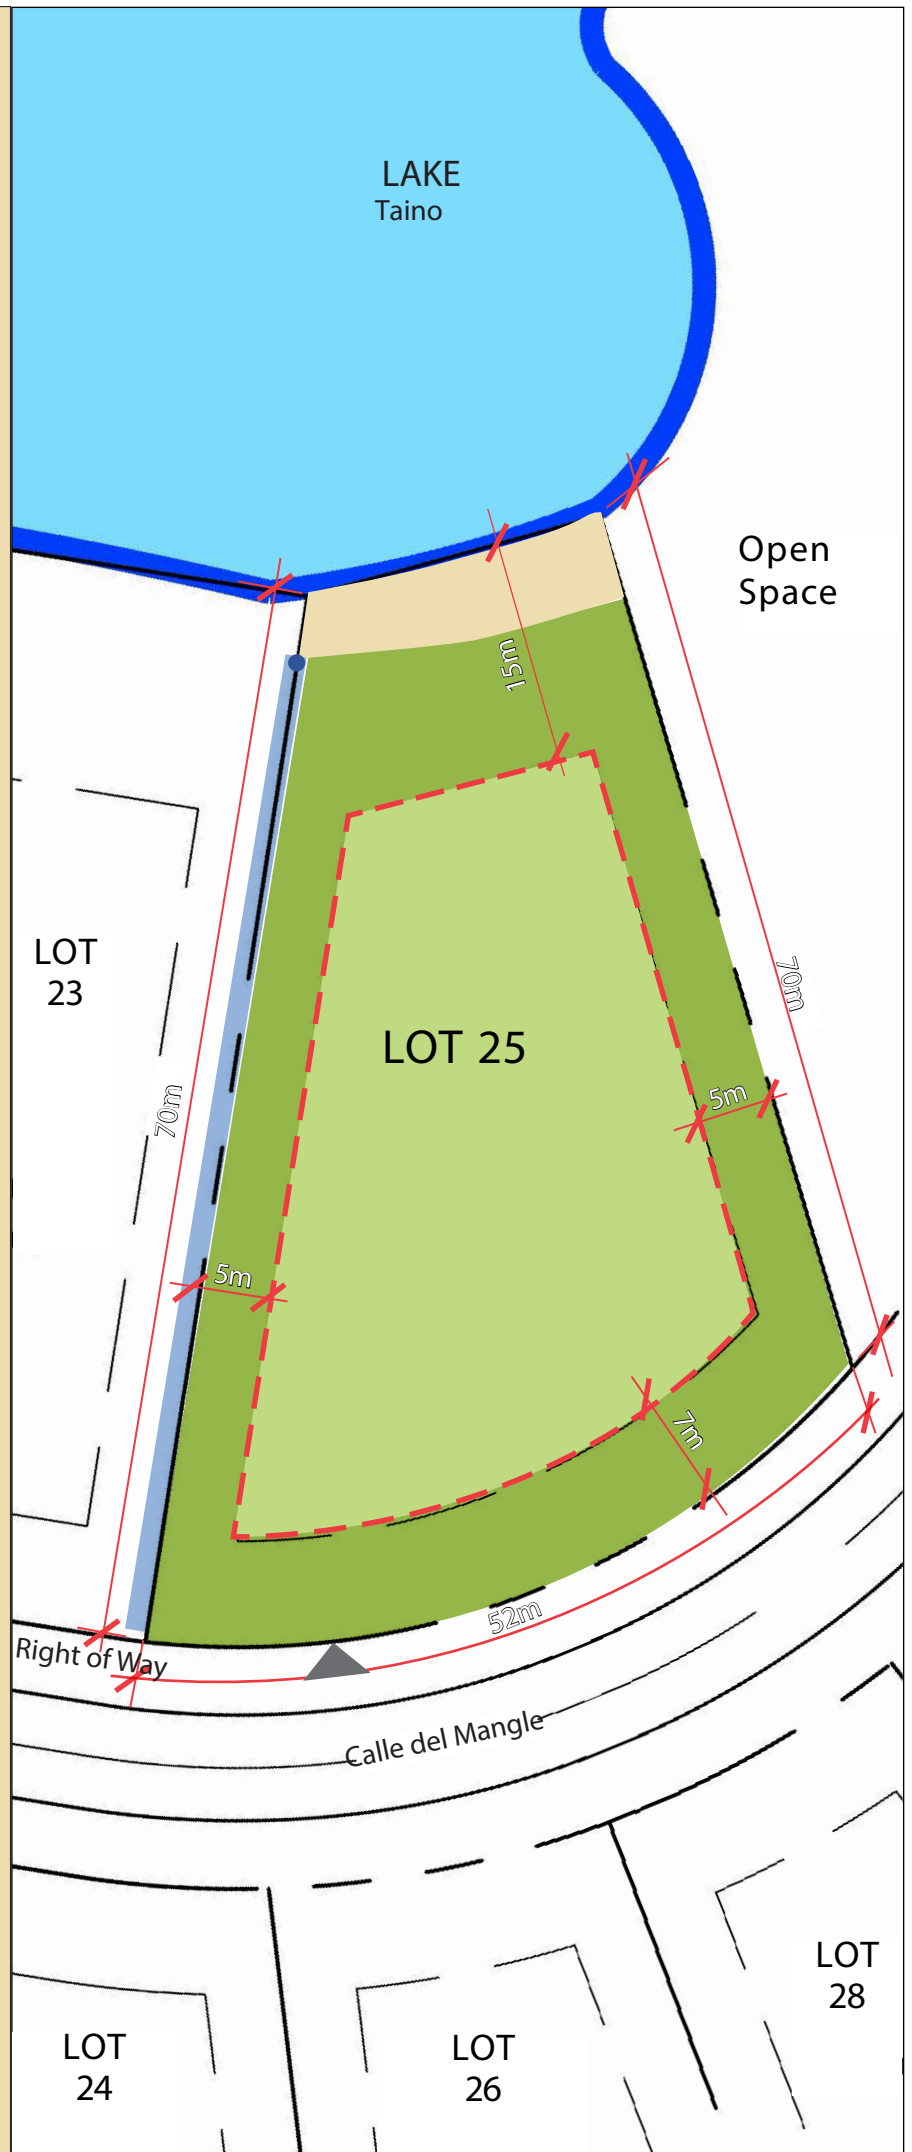 LAKE
Taino
Open
Space
15m
LOT
23
70m
LOT 25
70m
5m
5m
7m
52m
Right of Way
Calle del Mangle
LOT
28
LOT
24
LOT
26